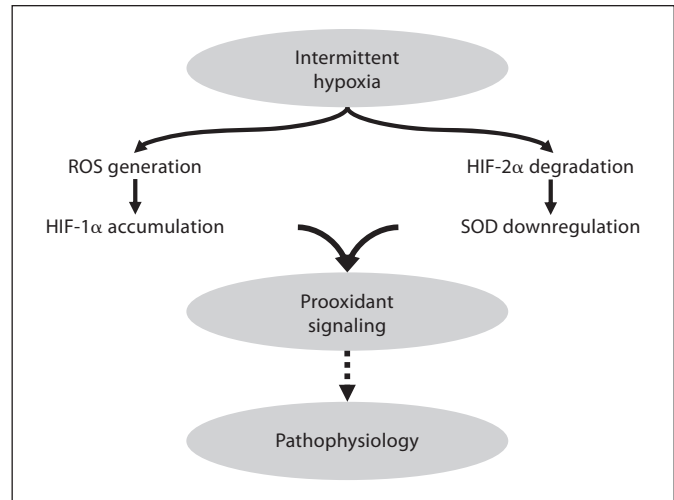 Intermittent
hypoxia
ROS generation
HIF-2α degradation
HIF-1α accumulation
SOD downregulation
Prooxidant
signaling
Pathophysiology